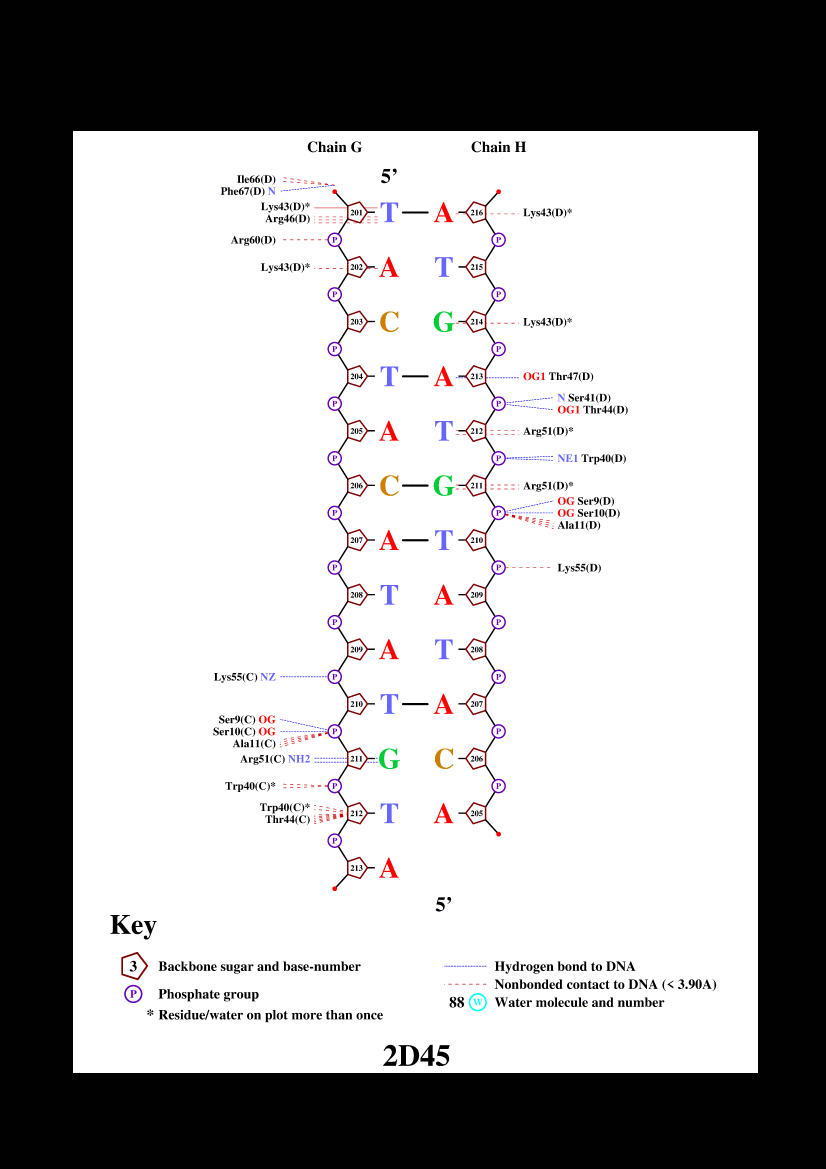 Chain G Chain H
5’
Ile66(D)
Phe67(D) N
Lys43(D)*
Arg46(D)
201 T A 216 Lys43(D)*
Arg60(D) P P
Lys43(D)* 202 A T 215
P P
203 C G 214 Lys43(D)*
P P
204 T A 213 OG1 Thr47(D)
P P N Ser41(D)
OG1 Thr44(D)
205 A T 212 Arg51(D)*
P P NE1 Trp40(D)
206 C G 211 Arg51(D)*
P P OG Ser9(D)
OG Ser10(D)
Ala11(D)
207 A T 210
P P Lys55(D)
208 T A 209
P P
209 A T 208
Lys55(C) NZ P P
210 T A 207
Ser9(C) OG
Ser10(C) OG P P
Ala11(C)
Arg51(C) NH2 211 G C 206
Trp40(C)* P P
Trp40(C)*
Thr44(C) 212 T A 205
P
213 A
5’
Key
3 Backbone sugar and base-number
P Phosphate group
* Residue/water on plot more than once
Hydrogen bond to DNA
Nonbonded contact to DNA (< 3.90A)
88 W Water molecule and number
2D45